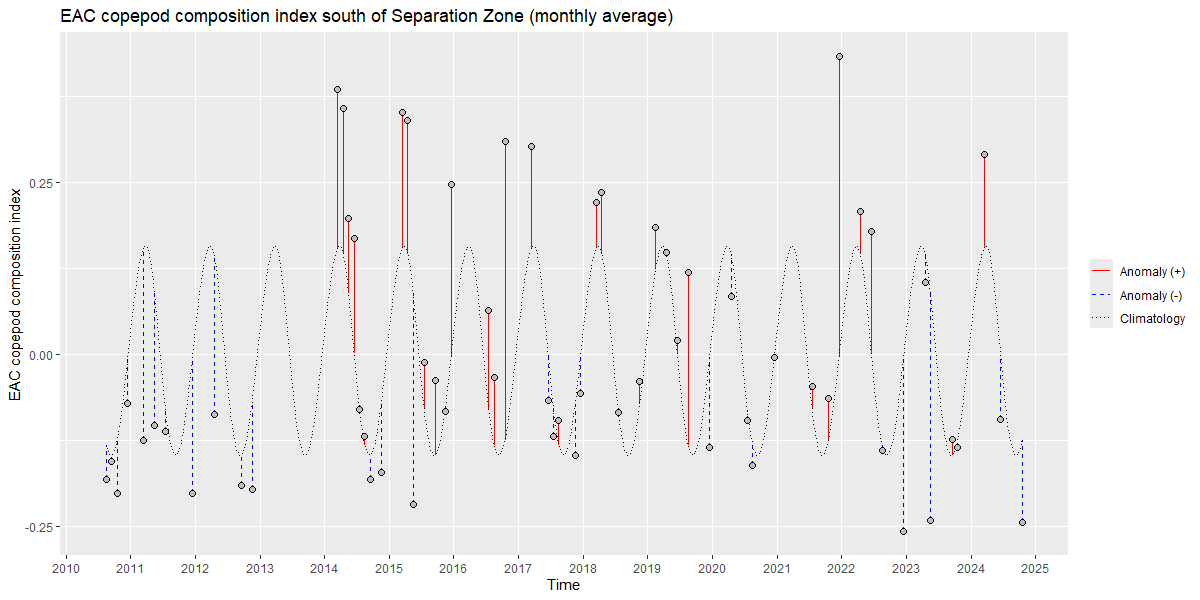 EAC copepod composition index south of Separation Zone (monthly average)
EAC copepod composition index
0.25
0.00
-0.25
2010 2011 2012 2013 2014 2015 2016 2017 2018 2019 2020 2021 2022 2023 2024 2025
Time
Anomaly (+)
Anomaly (-)
Climatology